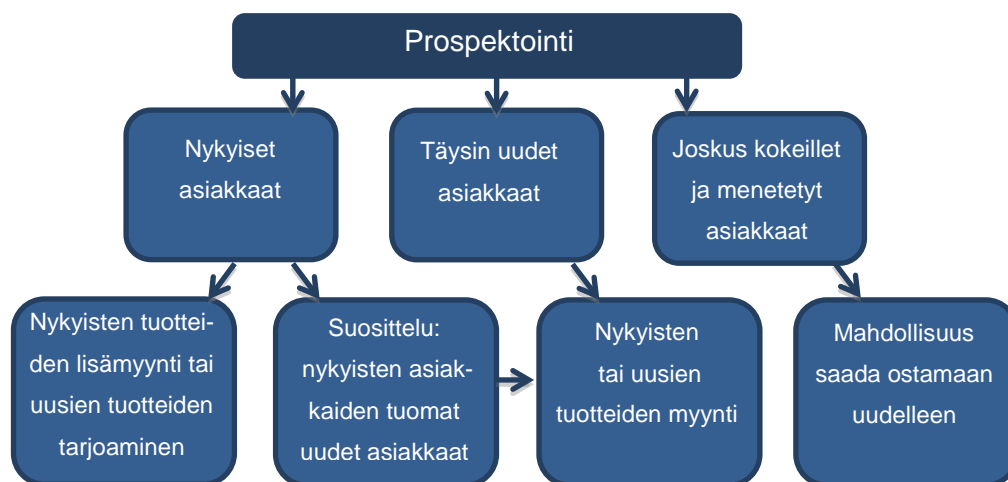 Prospektointi
Nykyiset
asiakkaat
Täysin uudet
asiakkaat
Joskus kokeillet
ja menetetyt
asiakkaat
Nykyisten tuottei-
den lisämyynti tai
uusien tuotteiden
tarjoaminen
Suosittelu:
nykyisten asiak-
kaiden tuomat
uudet asiakkaat
Nykyisten
tai uusien
tuotteiden myynti
Mahdollisuus
saada ostamaan
uudelleen